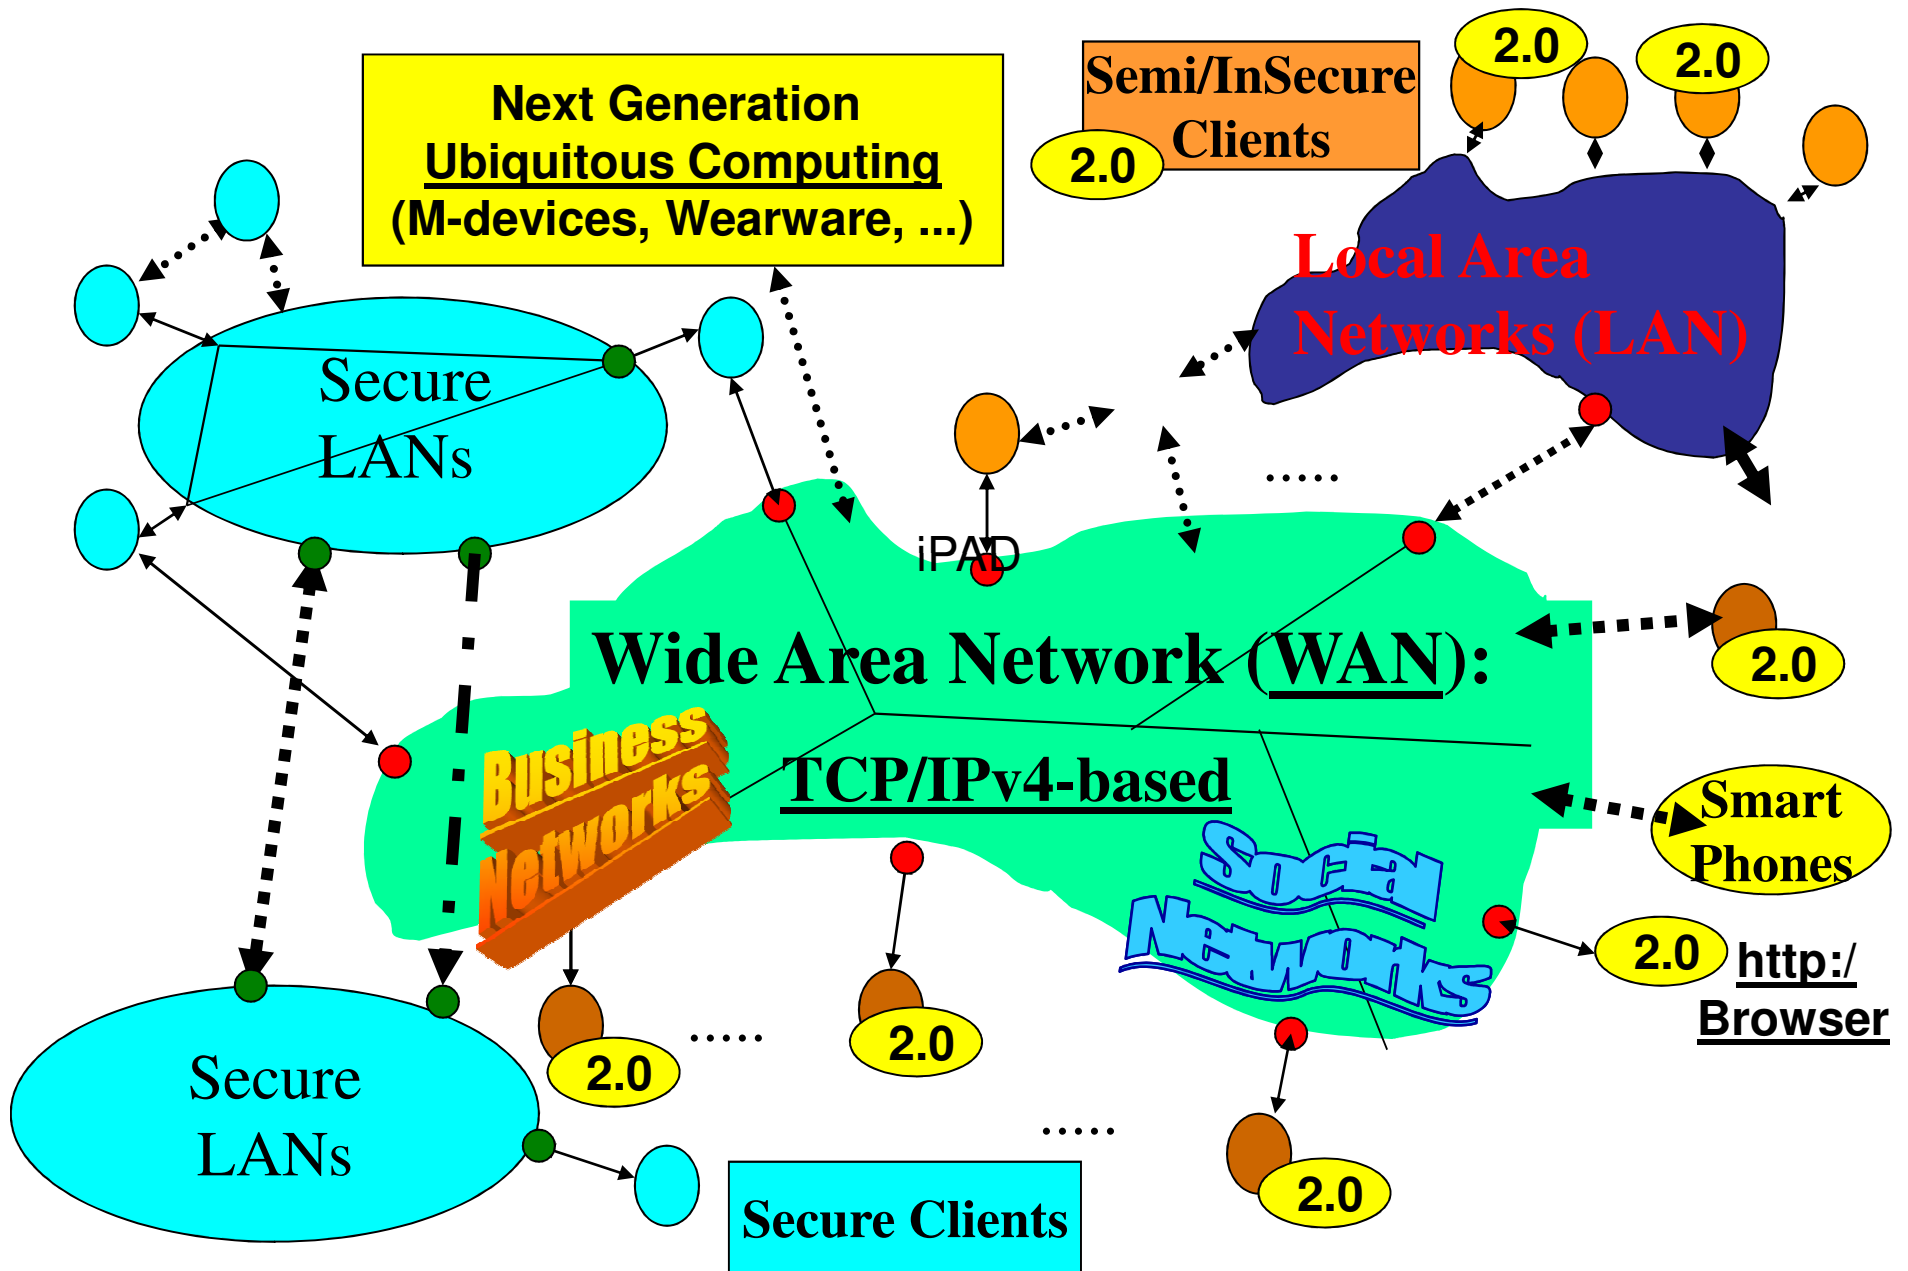 2.0
2.0
Semi/InSecure
Clients
2.0
Next Generation
Ubiquitous Computing
(M-devices, Wearware, ...)
Local Area
Networks (LAN)
Secure
LANs
.....
iPAD
Wide Area Network (WAN):
2.0
TCP/IPv4-based
Business
Networks
Smart
Phones
Social
Networks
2.0
http:/
Browser
2.0
.....
2.0
Secure
LANs
.....
2.0
Secure Clients